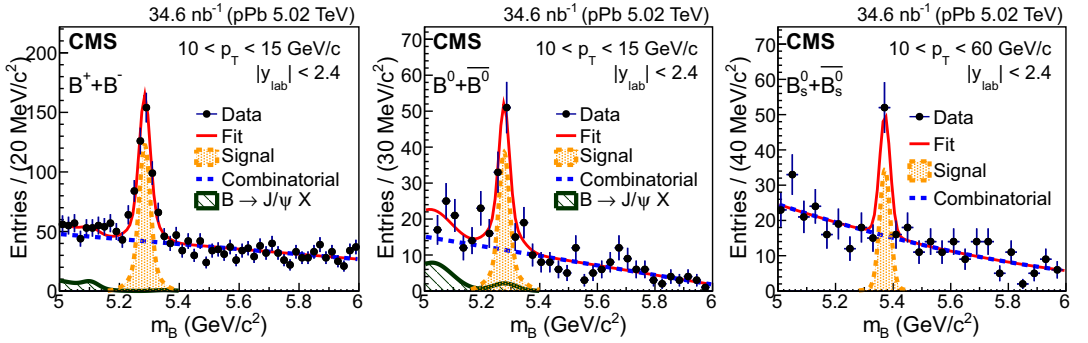 34.6 nb⁻¹ (pPb 5.02 TeV)
CMS
10 < p_T < 15 GeV/c
|y_lab| < 2.4
B⁺+B⁻
Data
Fit
Signal
Combinatorial
B → J/ψ X
Entries / (20 MeV/c²)
0
50
100
150
200
5
5.2
5.4
5.6
5.8
6
m_B (GeV/c²)
34.6 nb⁻¹ (pPb 5.02 TeV)
CMS
10 < p_T < 15 GeV/c
|y_lab| < 2.4
B⁰+B̅⁰
Data
Fit
Signal
Combinatorial
B → J/ψ X
Entries / (30 MeV/c²)
0
10
20
30
40
50
60
70
5
5.2
5.4
5.6
5.8
6
m_B (GeV/c²)
34.6 nb⁻¹ (pPb 5.02 TeV)
CMS
10 < p_T < 60 GeV/c
|y_lab| < 2.4
B_s⁰+B̅_s⁰
Data
Fit
Signal
Combinatorial
Entries / (40 MeV/c²)
0
10
20
30
40
50
60
70
80
5
5.2
5.4
5.6
5.8
6
m_B (GeV/c²)